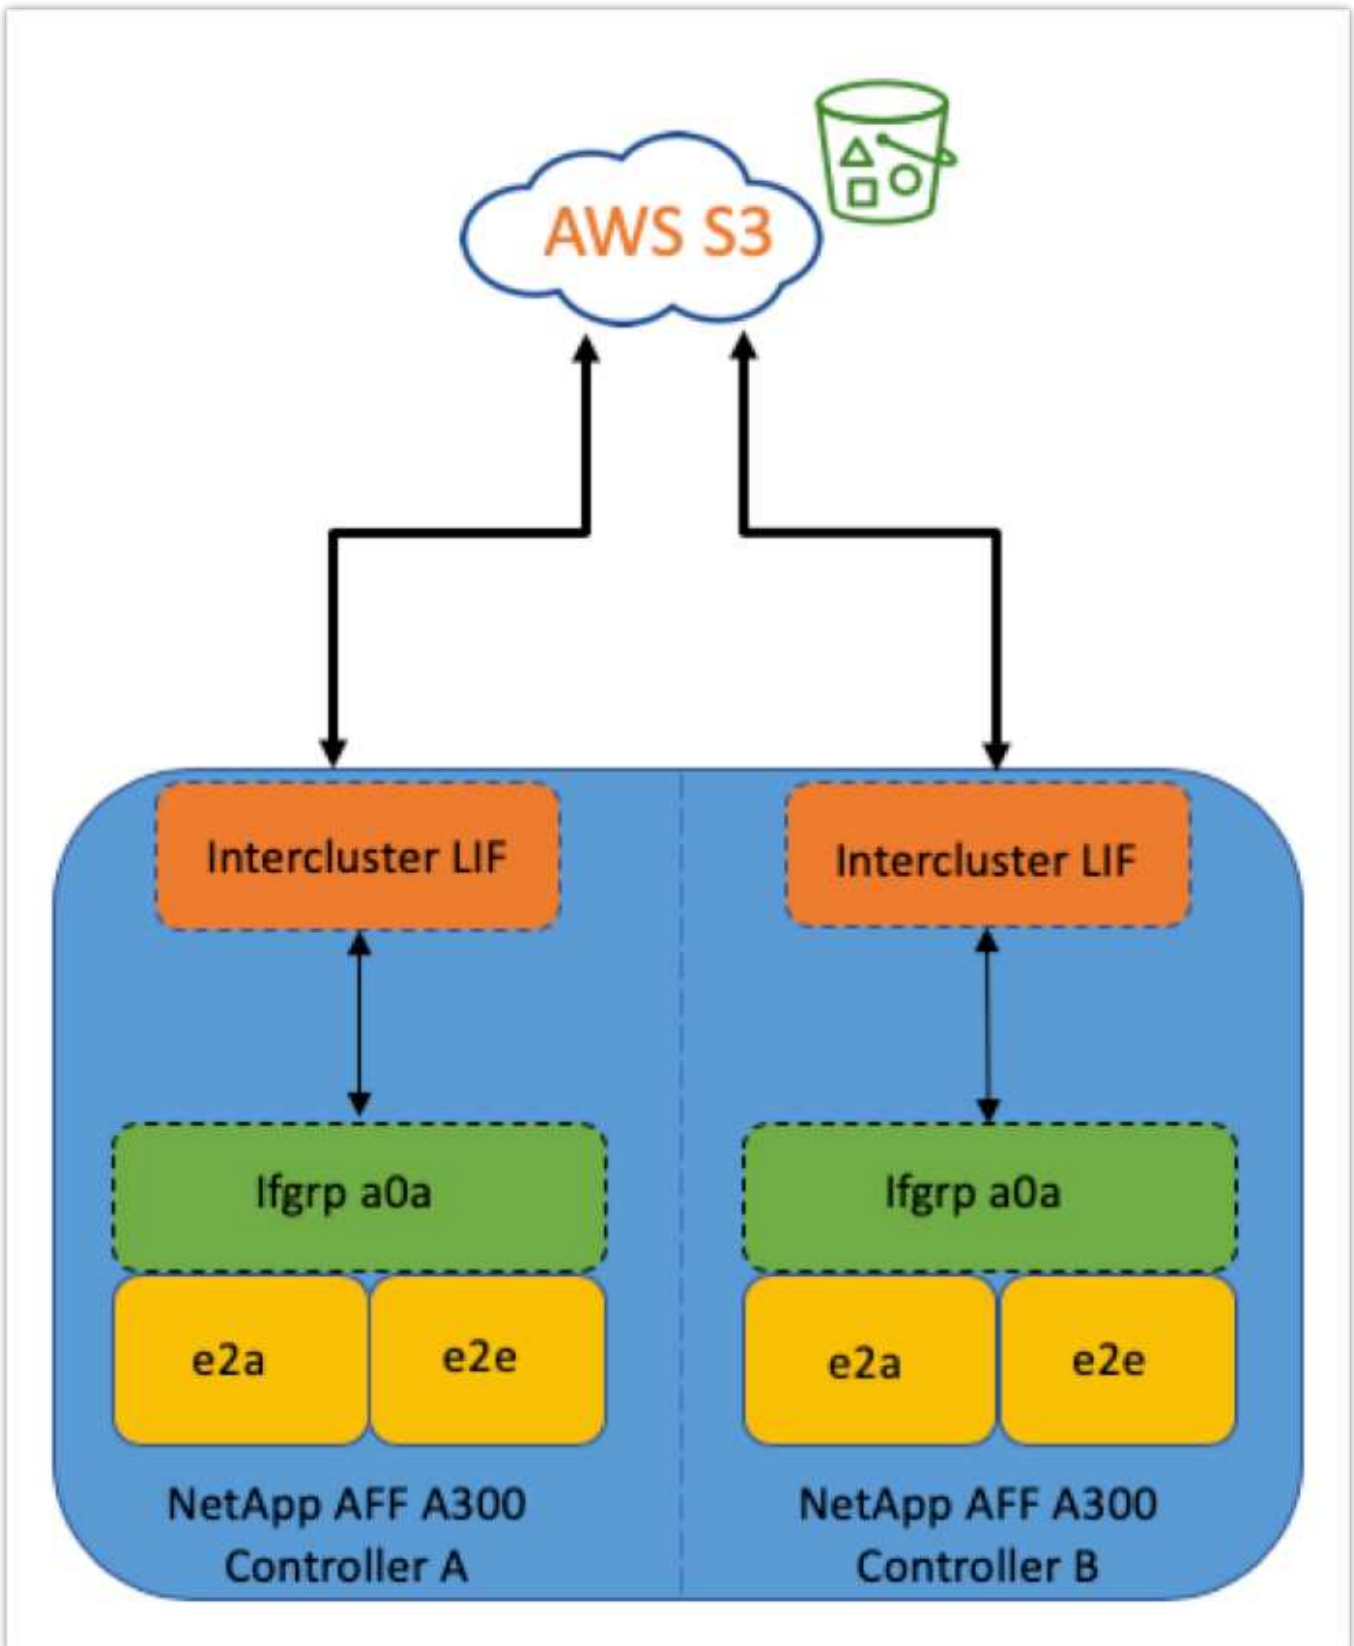 AWS S3
Intercluster LIF
Intercluster LIF
Ifgrp a0a
Ifgrp a0a
e2a
e2e
e2a
e2e
NetApp AFF A300
Controller A
NetApp AFF A300
Controller B